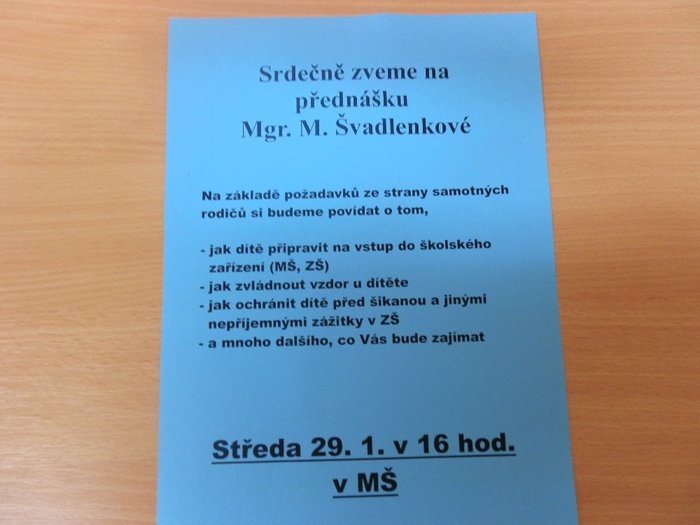 Srdečně zveme na
přednášku
Mgr. M. Švadlenkové
Na základě požadavků ze strany samotných
rodičů si budeme povídat o tom,
- jak dítě připravit na vstup do školského
zařízení (MŠ, ZŠ)
- jak zvládnout vzdor u dítěte
- jak ochránit dítě před šikanou a jinými
nepříjemnými zážitky v ZŠ
- a mnoho dalšího, co Vás bude zajímat
Středa 29. 1. v 16 hod.
v MŠ